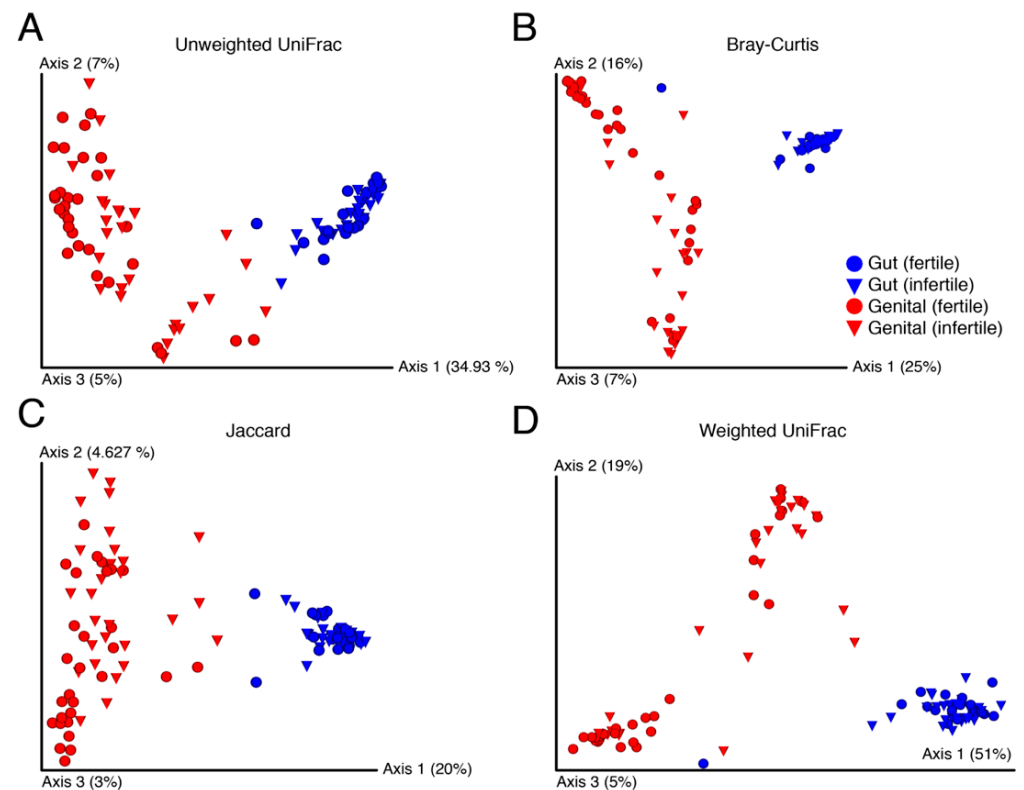 A
Unweighted UniFrac
Axis 2 (7%)
Axis 1 (34.93 %)
Axis 3 (5%)
B
Bray-Curtis
Axis 2 (16%)
Gut (fertile)
Gut (infertile)
Genital (fertile)
Genital (infertile)
Axis 1 (25%)
Axis 3 (7%)
C
Jaccard
Axis 2 (4.627 %)
Axis 1 (20%)
Axis 3 (3%)
D
Weighted UniFrac
Axis 2 (19%)
Axis 1 (51%)
Axis 3 (5%)